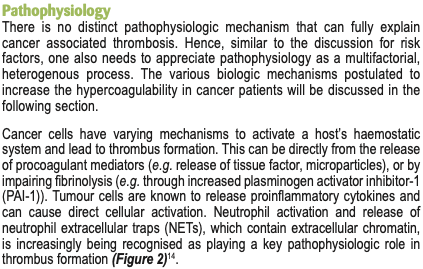 Pathophysiology
There is no distinct pathophysiologic mechanism that can fully explain
cancer associated thrombosis. Hence, similar to the discussion for risk
factors, one also needs to appreciate pathophysiology as a multifactorial,
heterogenous process. The various biologic mechanisms postulated to
increase the hypercoagulability in cancer patients will be discussed in the
following section.
Cancer cells have varying mechanisms to activate a host's haemostatic
system and lead to thrombus formation. This can be directly from the release
of procoagulant mediators (e.g. release of tissue factor, microparticles), or by
impairing fibrinolysis (e.g. through increased plasminogen activator inhibitor-1
(PAI-1)). Tumour cells are known to release proinflammatory cytokines and
can cause direct cellular activation. Neutrophil activation and release of
neutrophil extracellular traps (NETs), which contain extracellular chromatin,
is increasingly being recognised as playing a key pathophysiologic role in
thrombus formation (Figure 2)14.